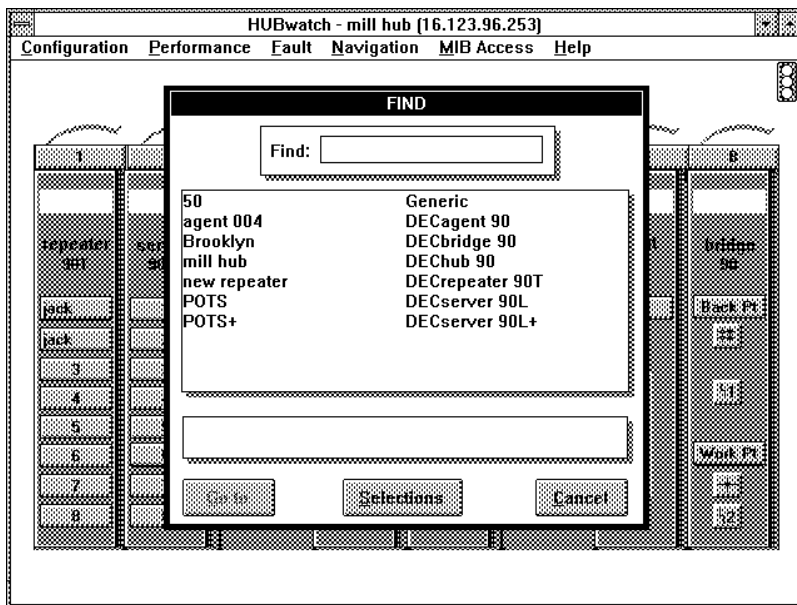 HUBwatch - mill hub (16.123.96.253)
Configuration Performance Fault Navigation MIB Access Help
FIND
Find:
50 Generic
agent 004 DECagent 90
Brooklyn DECbridge 90
mill hub DEChub 90
new repeater DECrepeater 90T
POTS DECserver 90L
POTS+ DECserver 90L+
Go to Selections Cancel
1
repeater
90T
jack
jack
3
4
5
6
7
8
8
bridge
90
Back Pt
Work Pt